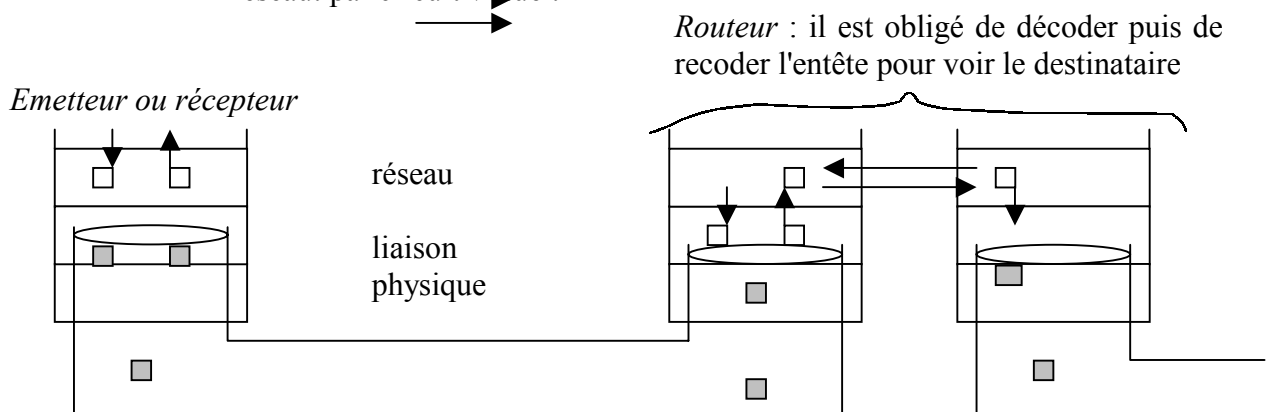 Routeur : il est obligé de décoder puis de
recoder l'entête pour voir le destinataire
Emetteur ou récepteur
réseau
liaison
physique